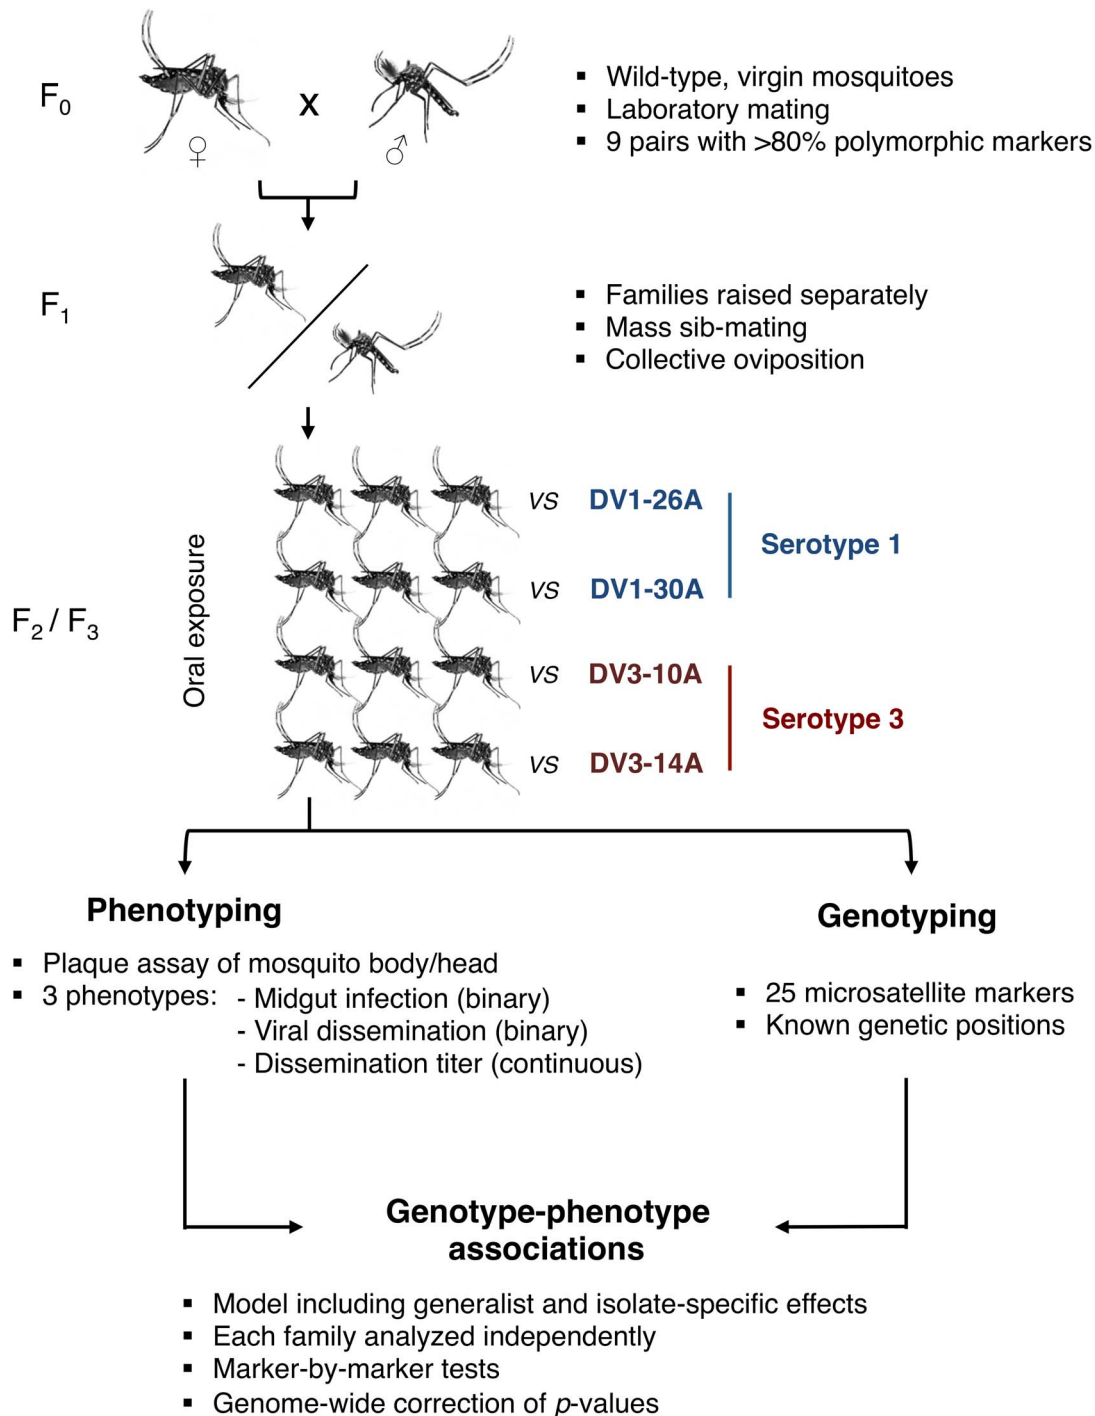 F0
X
♀
♂
▪ Wild-type, virgin mosquitoes
▪ Laboratory mating
▪ 9 pairs with >80% polymorphic markers
F1
▪ Families raised separately
▪ Mass sib-mating
▪ Collective oviposition
F2 / F3
Oral exposure
vs DV1-26A
vs DV1-30A
Serotype 1
vs DV3-10A
vs DV3-14A
Serotype 3
Phenotyping
▪ Plaque assay of mosquito body/head
▪ 3 phenotypes: - Midgut infection (binary)
- Viral dissemination (binary)
- Dissemination titer (continuous)
Genotyping
▪ 25 microsatellite markers
▪ Known genetic positions
Genotype-phenotype
associations
▪ Model including generalist and isolate-specific effects
▪ Each family analyzed independently
▪ Marker-by-marker tests
▪ Genome-wide correction of p-values